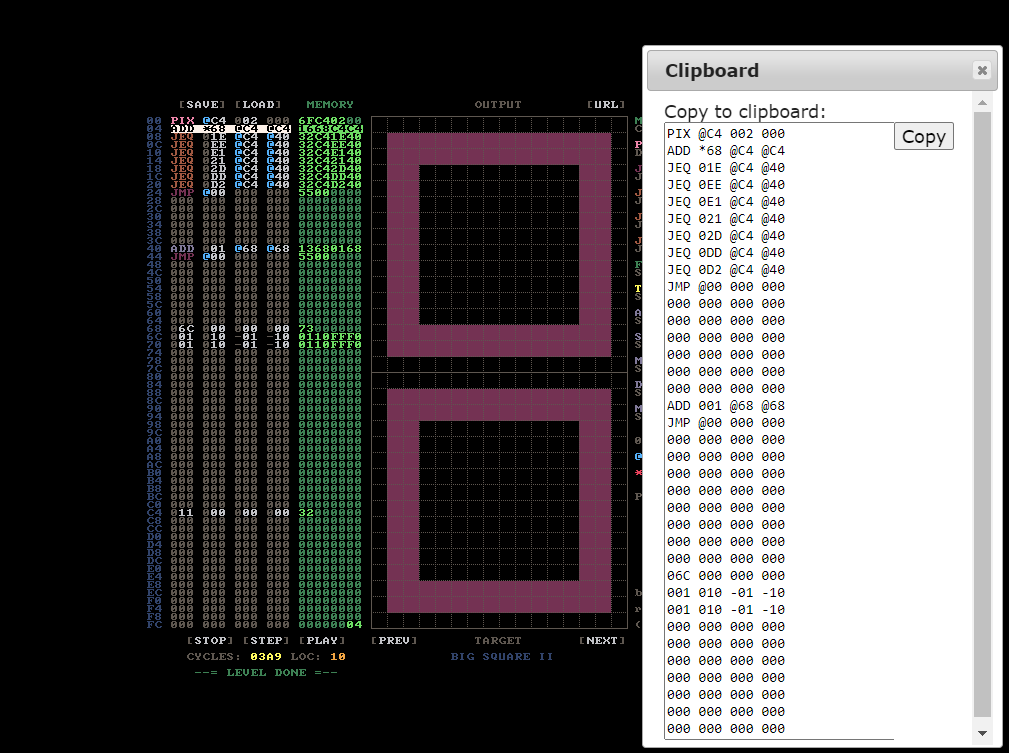 [SAVE] [LOAD] MEMORY
00 PIX @C4 002 000 6FC40200
04 ADD *68 @C4 @C4 1668C4C4
08 JEQ 01E @C4 @40 32C41E40
0C JEQ 0EE @C4 @40 32C4EE40
10 JEQ 0E1 @C4 @40 32C4E140
14 JEQ 021 @C4 @40 32C42140
18 JEQ 02D @C4 @40 32C42D40
1C JEQ 0DD @C4 @40 32C4DD40
20 JEQ 0D2 @C4 @40 32C4D240
24 JMP @00 000 000 55000000
28 000 000 000 000 00000000
2C 000 000 000 000 00000000
30 000 000 000 000 00000000
34 000 000 000 000 00000000
38 000 000 000 000 00000000
3C 000 000 000 000 00000000
40 ADD 001 @68 @68 13680168
44 JMP @00 000 000 55000000
48 000 000 000 000 00000000
4C 000 000 000 000 00000000
50 000 000 000 000 00000000
54 000 000 000 000 00000000
58 000 000 000 000 00000000
5C 000 000 000 000 00000000
60 000 000 000 000 00000000
64 000 000 000 000 00000000
68 06C 000 000 000 73000000
6C 001 010 -01 -10 0110FFF0
70 001 010 -01 -10 0110FFF0
74 000 000 000 000 00000000
78 000 000 000 000 00000000
7C 000 000 000 000 00000000
80 000 000 000 000 00000000
84 000 000 000 000 00000000
88 000 000 000 000 00000000
8C 000 000 000 000 00000000
90 000 000 000 000 00000000
94 000 000 000 000 00000000
98 000 000 000 000 00000000
9C 000 000 000 000 00000000
A0 000 000 000 000 00000000
A4 000 000 000 000 00000000
A8 000 000 000 000 00000000
AC 000 000 000 000 00000000
B0 000 000 000 000 00000000
B4 000 000 000 000 00000000
B8 000 000 000 000 00000000
BC 000 000 000 000 00000000
C0 000 000 000 000 00000000
C4 011 000 000 000 32000000
C8 000 000 000 000 00000000
CC 000 000 000 000 00000000
D0 000 000 000 000 00000000
D4 000 000 000 000 00000000
D8 000 000 000 000 00000000
DC 000 000 000 000 00000000
E0 000 000 000 000 00000000
E4 000 000 000 000 00000000
E8 000 000 000 000 00000000
EC 000 000 000 000 00000000
F0 000 000 000 000 00000000
F4 000 000 000 000 00000000
F8 000 000 000 000 00000000
FC 000 000 000 000 00000004
[STOP] [STEP] [PLAY]
CYCLES: 03A9 LOC: 10
--= LEVEL DONE =--
OUTPUT [URL]
[PREV] TARGET [NEXT]
BIG SQUARE II
Clipboard
Copy to clipboard:
Copy
PIX @C4 002 000
ADD *68 @C4 @C4
JEQ 01E @C4 @40
JEQ 0EE @C4 @40
JEQ 0E1 @C4 @40
JEQ 021 @C4 @40
JEQ 02D @C4 @40
JEQ 0DD @C4 @40
JEQ 0D2 @C4 @40
JMP @00 000 000
000 000 000 000
000 000 000 000
000 000 000 000
000 000 000 000
000 000 000 000
000 000 000 000
ADD 001 @68 @68
JMP @00 000 000
000 000 000 000
000 000 000 000
000 000 000 000
000 000 000 000
000 000 000 000
000 000 000 000
000 000 000 000
000 000 000 000
06C 000 000 000
001 010 -01 -10
001 010 -01 -10
000 000 000 000
000 000 000 000
000 000 000 000
000 000 000 000
000 000 000 000
000 000 000 000
000 000 000 000